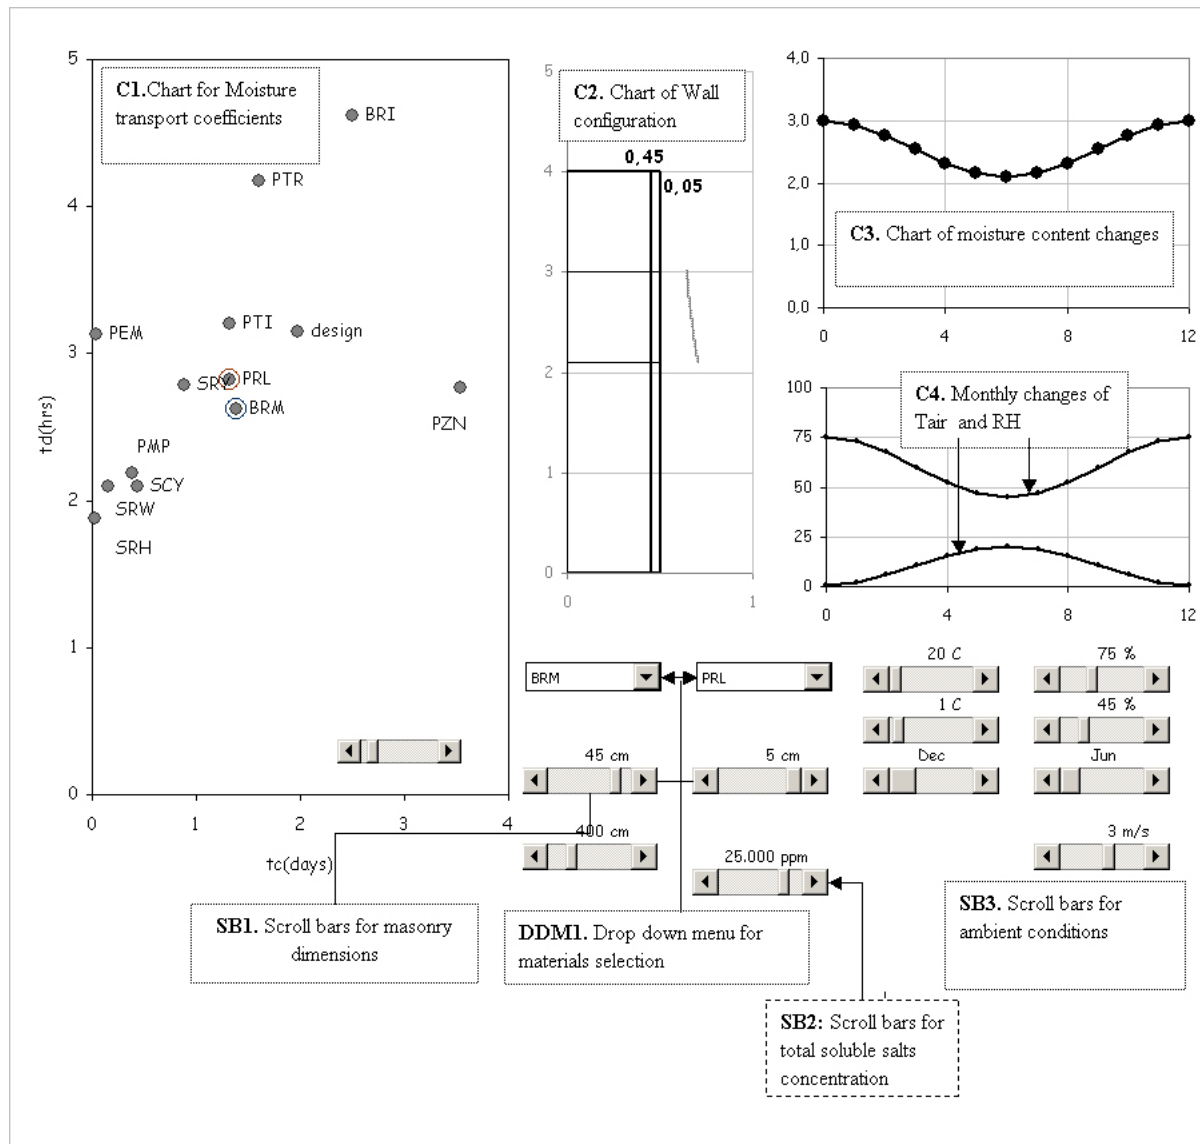 C1.Chart for Moisture
transport coefficients
5
4
3
2
1
0
td(hrs)
BRI
PTR
PEM
PTI
design
SRY
PRL
BRM
PZN
PMP
SCY
SRW
SRH
0
1
2
3
4
tc(days)
C2. Chart of Wall
configuration
5
4
3
2
1
0
0,45
0,05
0
1
4,0
3,0
2,0
1,0
0,0
C3. Chart of moisture content changes
0
4
8
12
100
75
50
25
0
C4. Monthly changes of
Tair and RH
0
4
8
12
BRM
PRL
20 C
75 %
1 C
45 %
45 cm
5 cm
Dec
Jun
400 cm
25.000 ppm
3 m/s
SB1. Scroll bars for masonry
dimensions
DDM1. Drop down menu for
materials selection
SB3. Scroll bars for
ambient conditions
SB2: Scroll bars for
total soluble salts
concentration